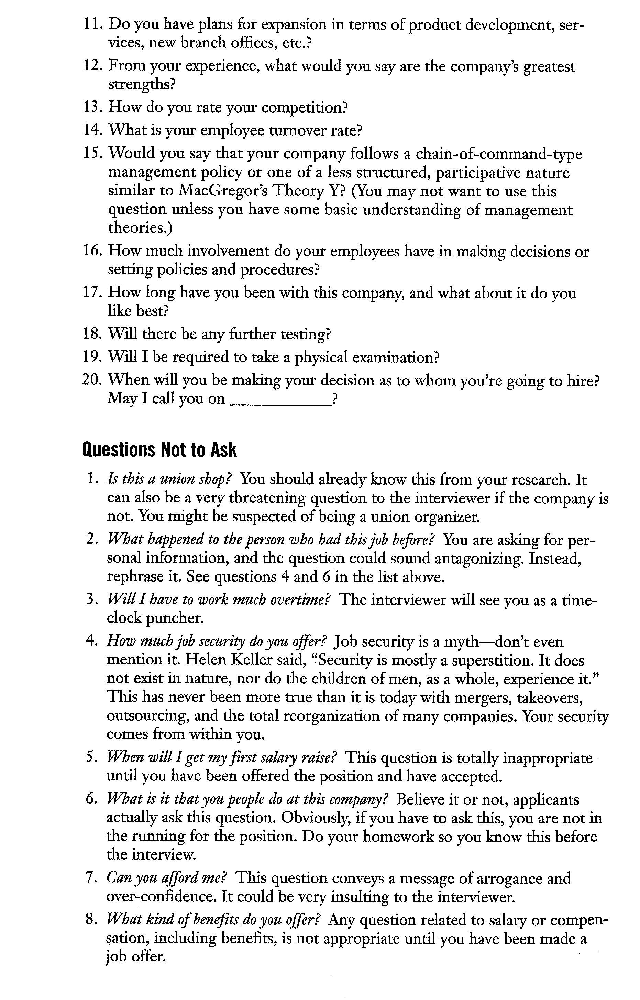 11. Do you have plans for expansion in terms of product development, ser-
vices, new branch offices, etc.?
12. From your experience, what would you say are the company's greatest
strengths?
13. How do you rate your competition?
14. What is your employee turnover rate?
15. Would you say that your company follows a chain-of-command-type
management policy or one of a less structured, participative nature
similar to MacGregor's Theory Y? (You may not want to use this
question unless you have some basic understanding of management
theories.)
16. How much involvement do your employees have in making decisions or
setting policies and procedures?
17. How long have you been with this company, and what about it do you
like best?
18. Will there be any further testing?
19. Will I be required to take a physical examination?
20. When will you be making your decision as to whom you're going to hire?
May I call you on ______________?
Questions Not to Ask
1. Is this a union shop? You should already know this from your research. It
can also be a very threatening question to the interviewer if the company is
not. You might be suspected of being a union organizer.
2. What happened to the person who had this job before? You are asking for per-
sonal information, and the question could sound antagonizing. Instead,
rephrase it. See questions 4 and 6 in the list above.
3. Will I have to work much overtime? The interviewer will see you as a time-
clock puncher.
4. How much job security do you offer? Job security is a myth—don't even
mention it. Helen Keller said, "Security is mostly a superstition. It does
not exist in nature, nor do the children of men, as a whole, experience it."
This has never been more true than it is today with mergers, takeovers,
outsourcing, and the total reorganization of many companies. Your security
comes from within you.
5. When will I get my first salary raise? This question is totally inappropriate
until you have been offered the position and have accepted.
6. What is it that you people do at this company? Believe it or not, applicants
actually ask this question. Obviously, if you have to ask this, you are not in
the running for the position. Do your homework so you know this before
the interview.
7. Can you afford me? This question conveys a message of arrogance and
over-confidence. It could be very insulting to the interviewer.
8. What kind of benefits do you offer? Any question related to salary or compen-
sation, including benefits, is not appropriate until you have been made a
job offer.